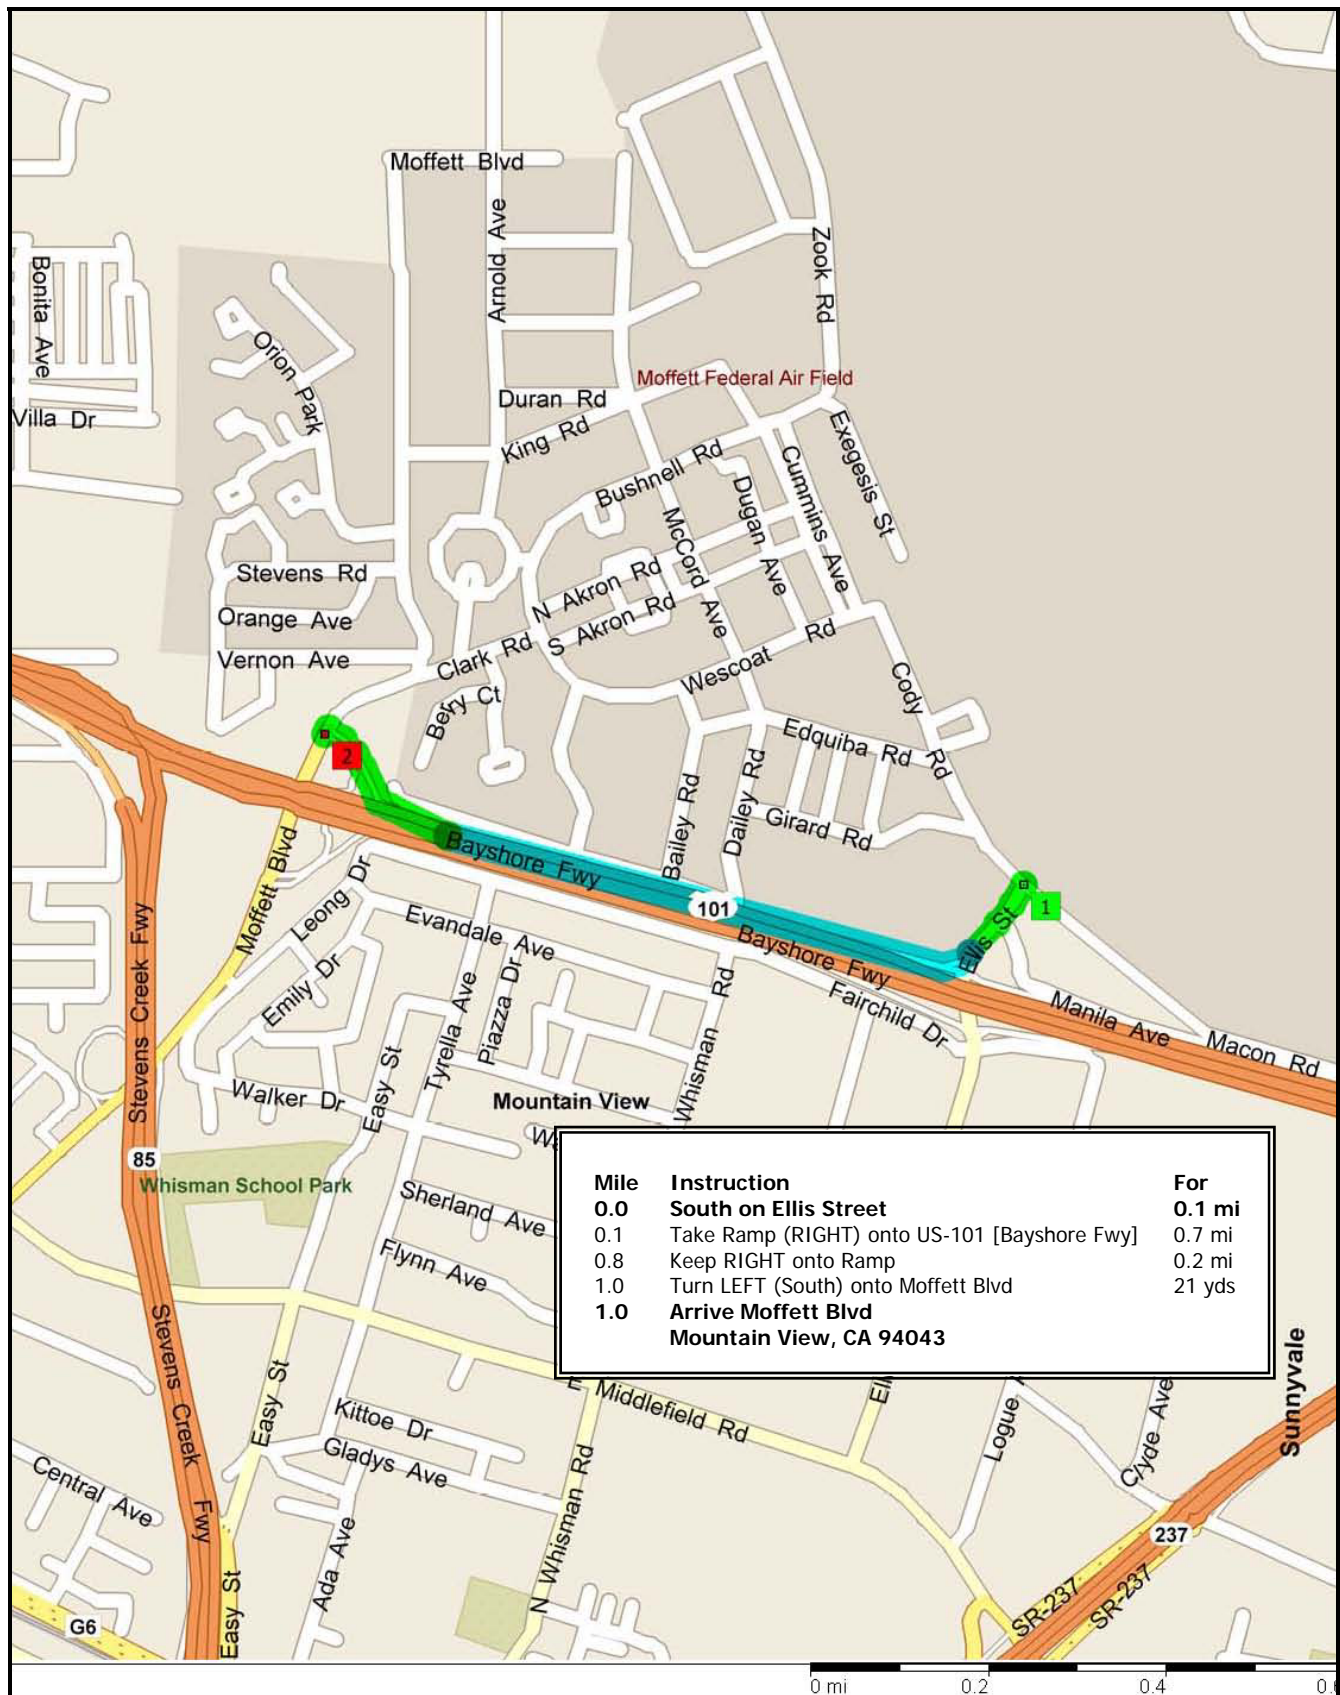 Moffett Blvd
Arnold Ave
Zook Rd
Bonita Ave
Orion Park
Moffett Federal Air Field
Villa Dr
Duran Rd
King Rd
Exegesis St
Bushnell Rd
Cummins Ave
Dugan Ave
McCord Ave
Stevens Rd
N Akron Rd
Orange Ave
S Akron Rd
Vernon Ave
Clark Rd
Wescoat Rd
Berry Ct
Cody Rd
Edquiba Rd
2
Bailey Rd
Dailey Rd
Girard Rd
Bayshore Fwy
Moffett Blvd
Leong Dr
101
1
Ellis St
Evandale Ave
Bayshore Fwy
Stevens Creek Fwy
Emily Dr
Piazza Dr
Tyrella Ave
Whisman Rd
Fairchild Dr
Manila Ave
Macon Rd
Easy St
Walker Dr
Mountain View
85
Whisman School Park
Sherland Ave
Flynn Ave
Mile Instruction For
0.0 South on Ellis Street 0.1 mi
0.1 Take Ramp (RIGHT) onto US-101 [Bayshore Fwy] 0.7 mi
0.8 Keep RIGHT onto Ramp 0.2 mi
1.0 Turn LEFT (South) onto Moffett Blvd 21 yds
1.0 Arrive Moffett Blvd
Mountain View, CA 94043
Stevens Creek Fwy
Easy St
E Middlefield Rd
Logue
Clyde Ave
Sunnyvale
Kittoe Dr
Gladys Ave
Central Ave
N Whisman Rd
Ada Ave
237
SR-237
SR-237
Easy St
G6
0 mi 0.2 0.4